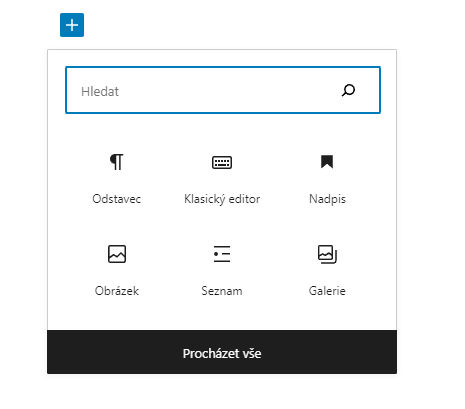 Hledat
Odstavec
Klasický editor
Nadpis
Obrázek
Seznam
Galerie
Procházet vše